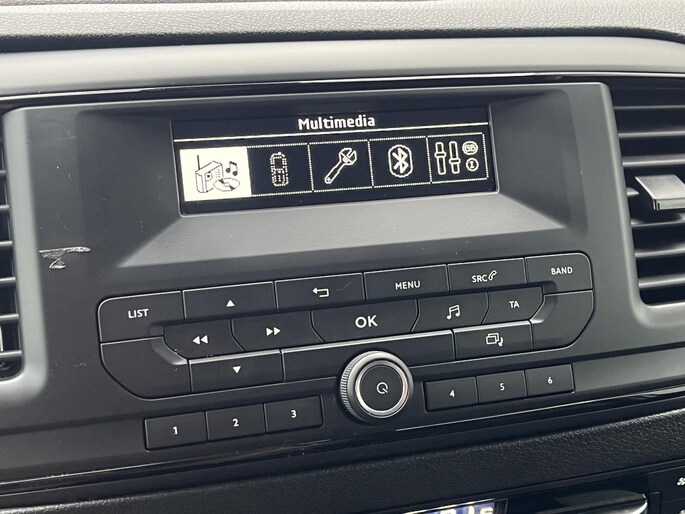 Multimedia
LIST
MENU
SRC
BAND
OK
TA
1
2
3
4
5
6